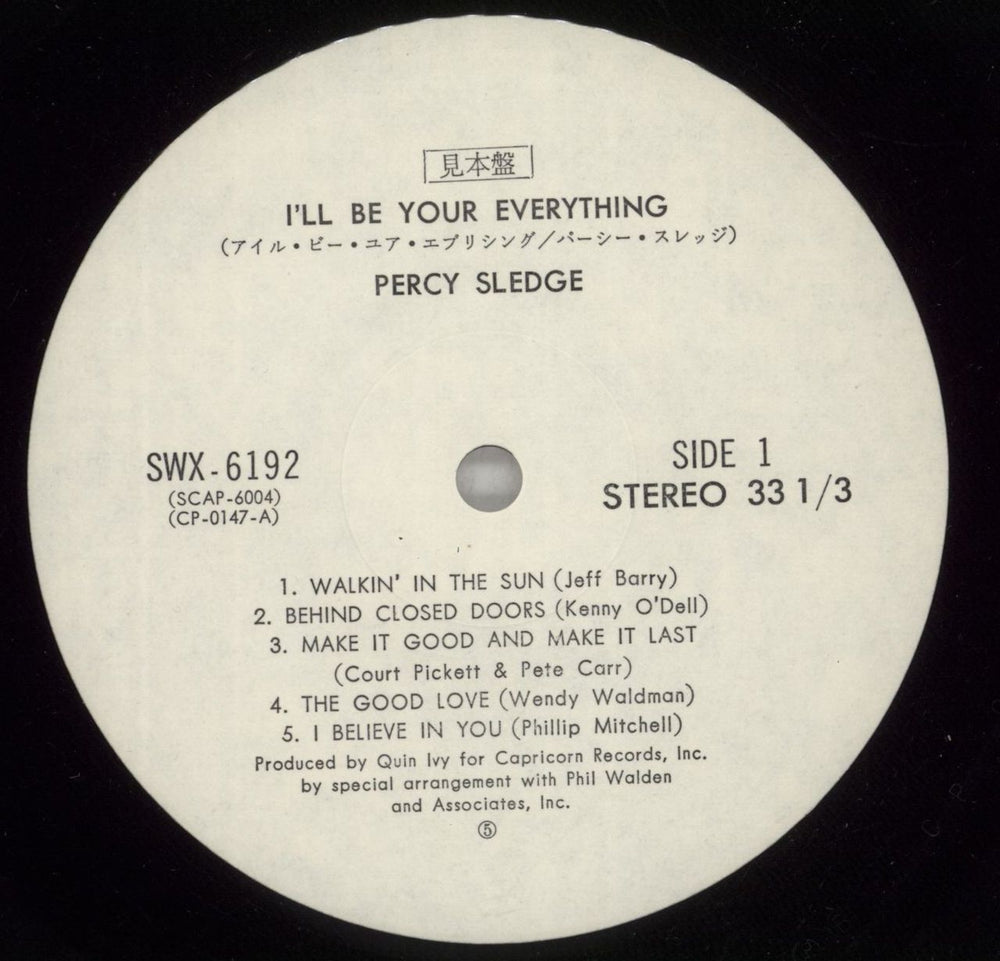 見本盤
I'LL BE YOUR EVERYTHING
(アイル・ビー・ユア・エブリシング/パーシー・スレッジ)
PERCY SLEDGE
SWX-6192
(SCAP-6004)
(CP-0147-A)
SIDE 1
STEREO 33 1/3
1. WALKIN' IN THE SUN (Jeff Barry)
2. BEHIND CLOSED DOORS (Kenny O'Dell)
3. MAKE IT GOOD AND MAKE IT LAST
(Court Pickett & Pete Carr)
4. THE GOOD LOVE (Wendy Waldman)
5. I BELIEVE IN YOU (Phillip Mitchell)
Produced by Quin Ivy for Capricorn Records, Inc.
by special arrangement with Phil Walden
and Associates, Inc.
⑤